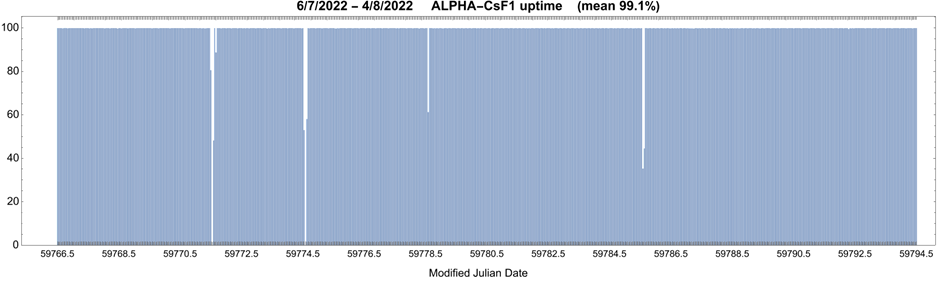 6/7/2022 – 4/8/2022 ALPHA–CsF1 uptime (mean 99.1%)
100
80
60
40
20
0
59766.5 59768.5 59770.5 59772.5 59774.5 59776.5 59778.5 59780.5 59782.5 59784.5 59786.5 59788.5 59790.5 59792.5 59794.5
Modified Julian Date